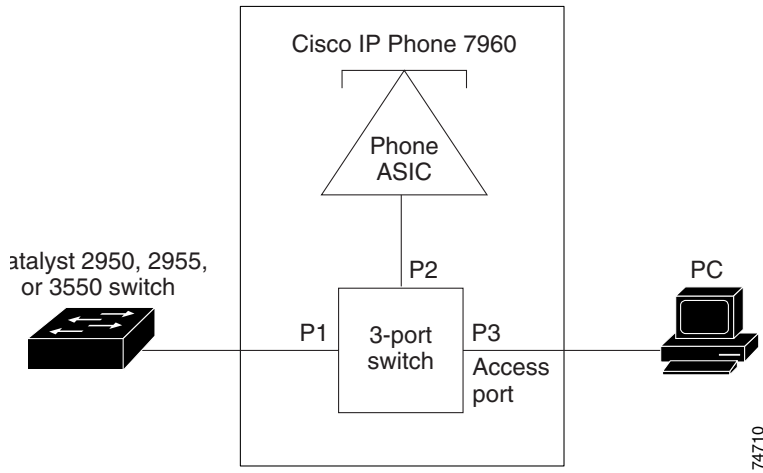 Cisco IP Phone 7960
Phone
ASIC
atalyst 2950, 2955,
or 3550 switch
P2
PC
P1
3-port
switch
P3
Access
port
74710